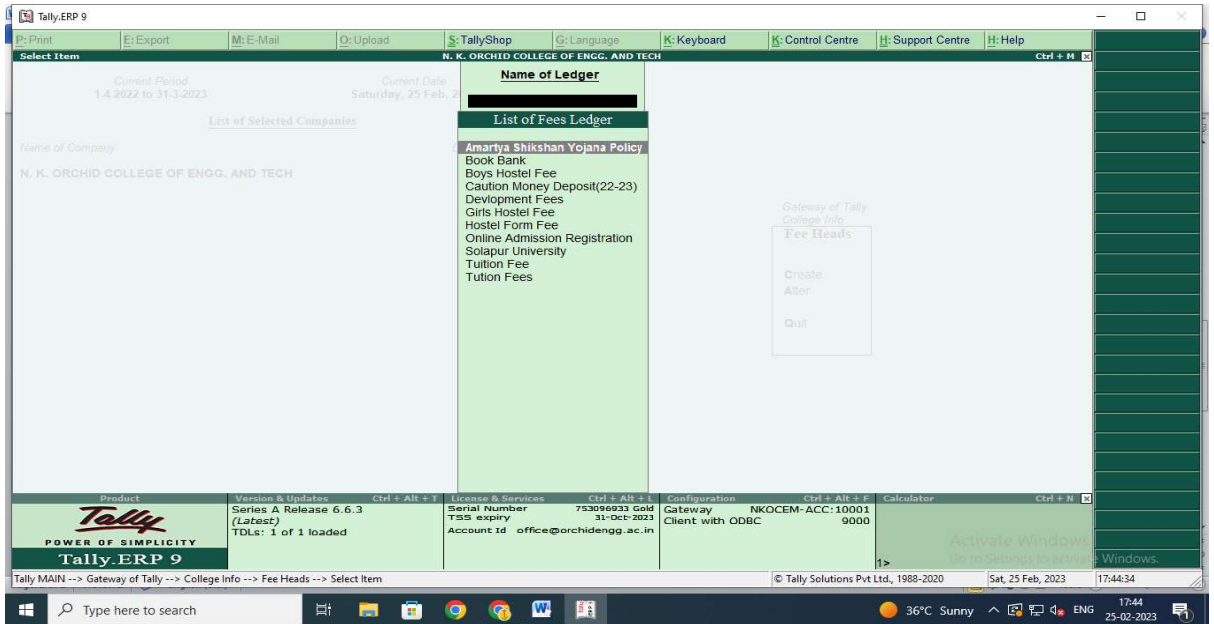 Tally.ERP 9
P: Print E: Export M: E-Mail O: Upload S: TallyShop G: Language K: Keyboard K: Control Centre H: Support Centre H: Help
Select Item N. K. ORCHID COLLEGE OF ENGG. AND TECH Ctrl + M
Current Period Current Date
1-4-2022 to 31-3-2023 Saturday, 25 Feb, 2
List of Selected Companies
Name of Company
N. K. ORCHID COLLEGE OF ENGG. AND TECH
Name of Ledger
List of Fees Ledger
Amartya Shikshan Yojana Policy
Book Bank
Boys Hostel Fee
Caution Money Deposit(22-23)
Devlopment Fees
Girls Hostel Fee
Hostel Form Fee
Online Admission Registration
Solapur University
Tuition Fee
Tution Fees
Gateway of Tally
College Info
Fee Heads
Create
Alter
Quit
Product Version & Updates Ctrl + Alt + T License & Services Ctrl + Alt + L Configuration Ctrl + Alt + F Calculator Ctrl + N
Tally
POWER OF SIMPLICITY
Tally.ERP 9
Series A Release 6.6.3
(Latest)
TDLs: 1 of 1 loaded
Serial Number 753096933 Gold
TSS expiry 31-Oct-2023
Account Id office@orchidengg.ac.in
Gateway NKOCEM-ACC:10001
Client with ODBC 9000
1>
Activate Windows
Go to Settings to activate Windows.
Tally MAIN --> Gateway of Tally --> College Info --> Fee Heads --> Select Item © Tally Solutions Pvt Ltd., 1988-2020 Sat, 25 Feb, 2023 17:44:34
Type here to search 36°C Sunny ENG 17:44
25-02-2023